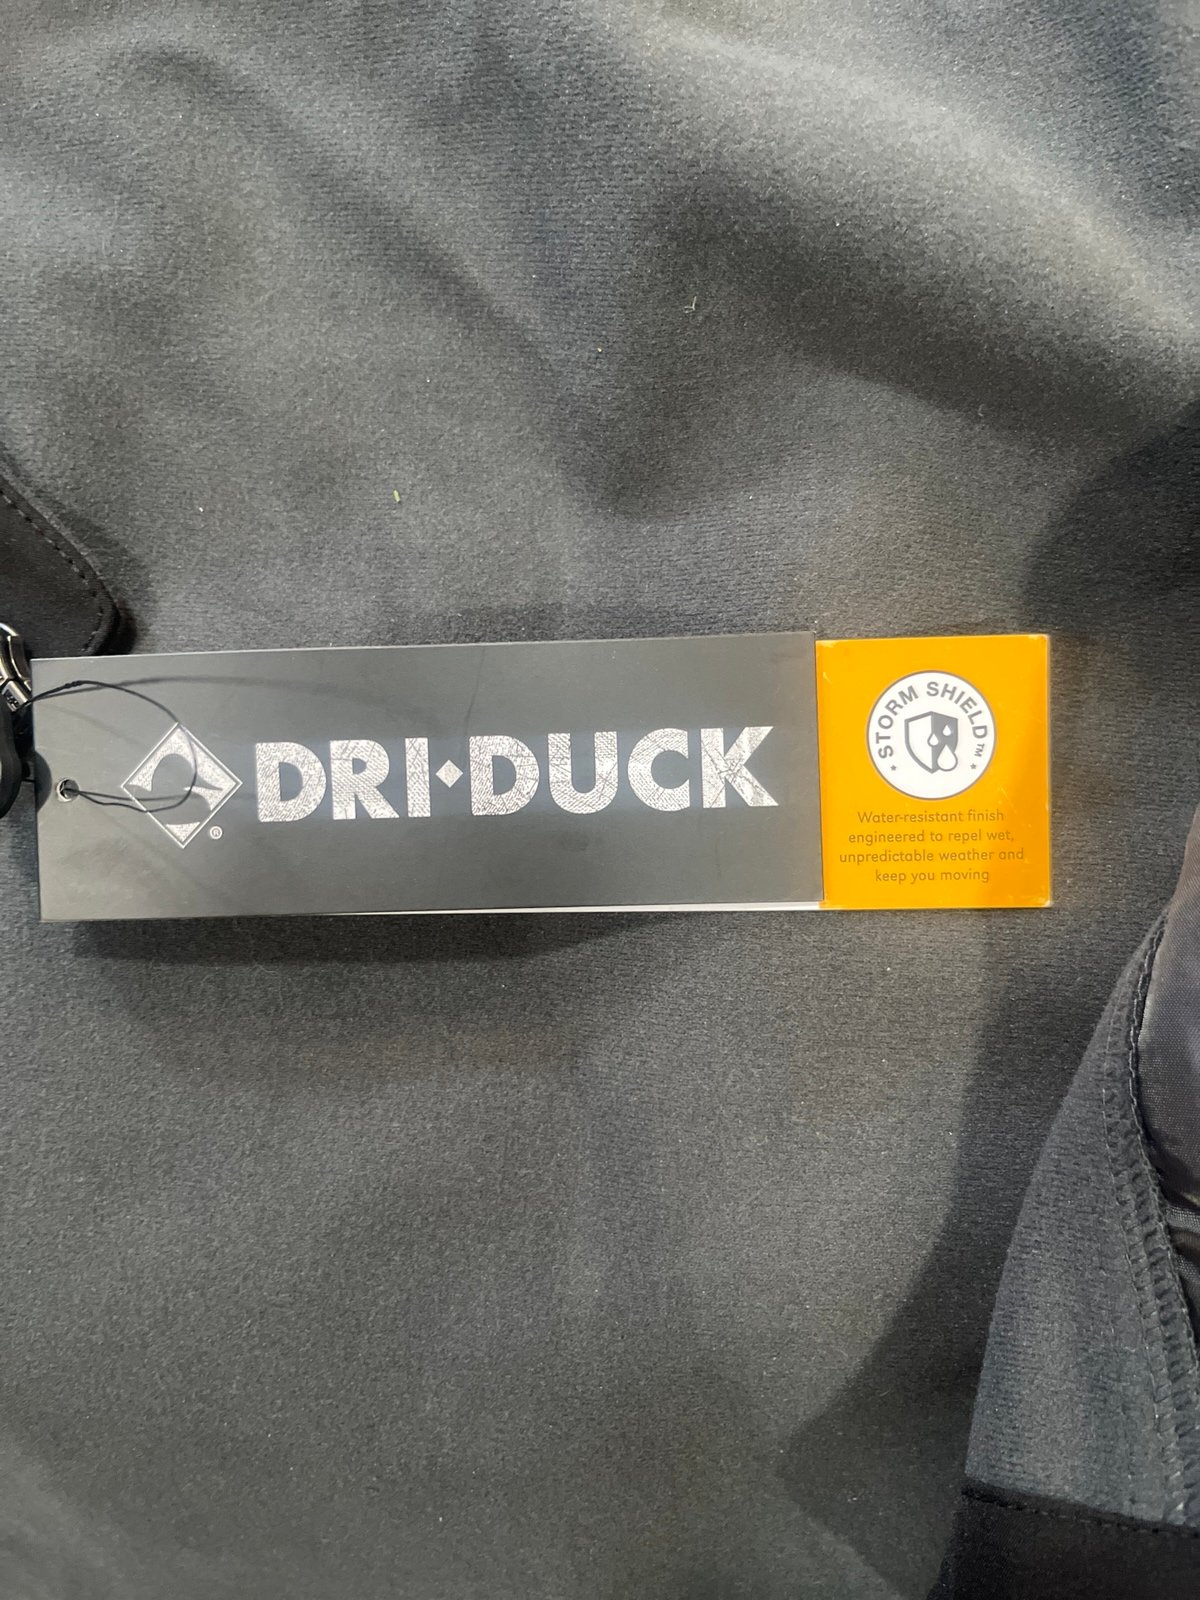 DRI◆DUCK
®
★ STORM SHIELD™ ★
Water-resistant finish
engineered to repel wet,
unpredictable weather and
keep you moving